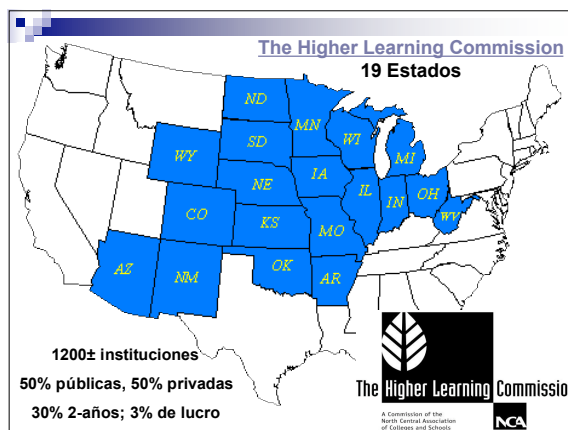 The Higher Learning Commission
19 Estados
ND
MN
WI
MI
SD
WY
IA
NE
IL
IN
OH
WV
CO
KS
MO
AZ
NM
OK
AR
1200± instituciones
50% públicas, 50% privadas
30% 2-años; 3% de lucro
The Higher Learning Commissio
A Commission of the
North Central Association
of Colleges and Schools
NCA